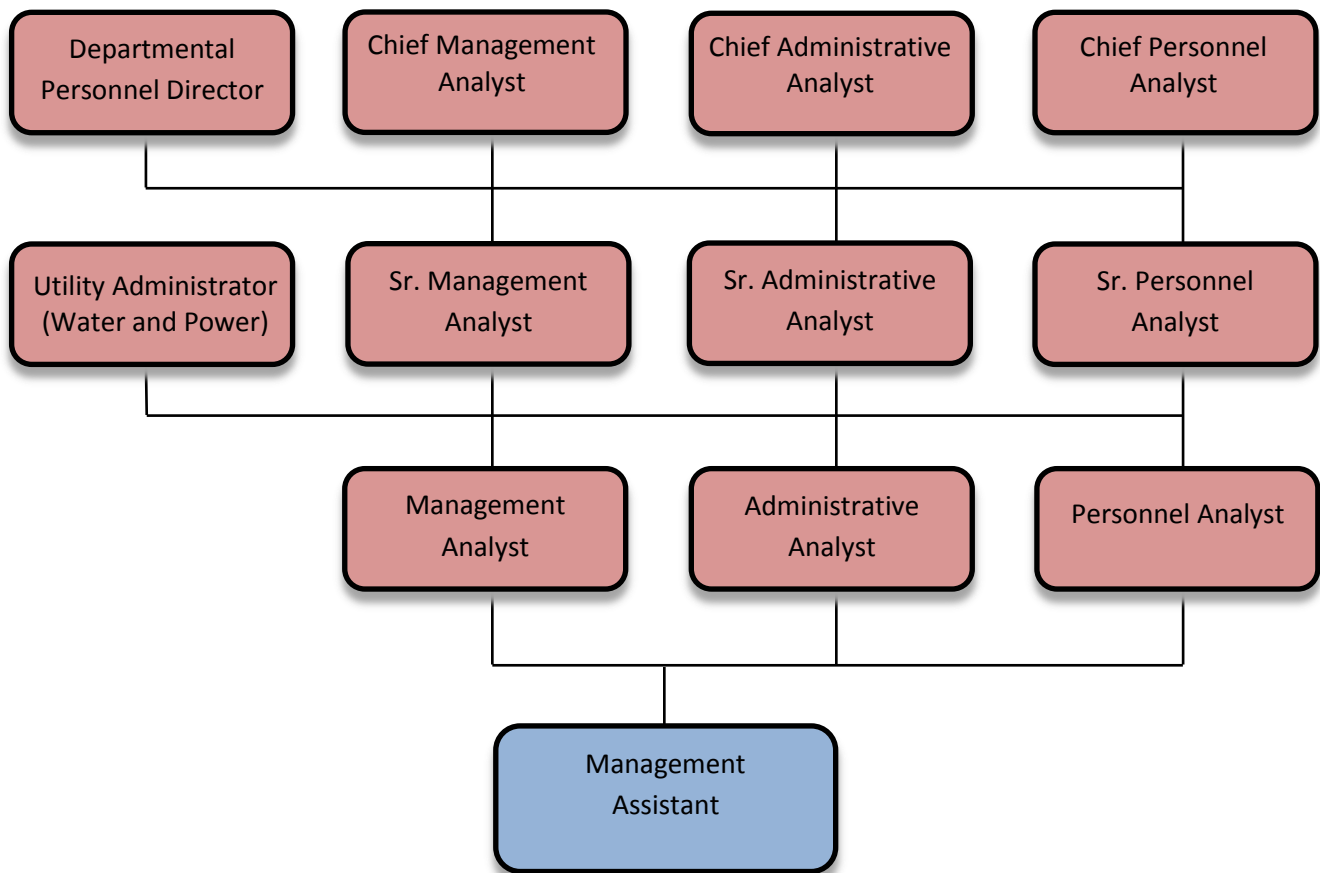 Departmental
Personnel Director
Chief Management
Analyst
Chief Administrative
Analyst
Chief Personnel
Analyst
Utility Administrator
(Water and Power)
Sr. Management
Analyst
Sr. Administrative
Analyst
Sr. Personnel
Analyst
Management
Analyst
Administrative
Analyst
Personnel Analyst
Management
Assistant